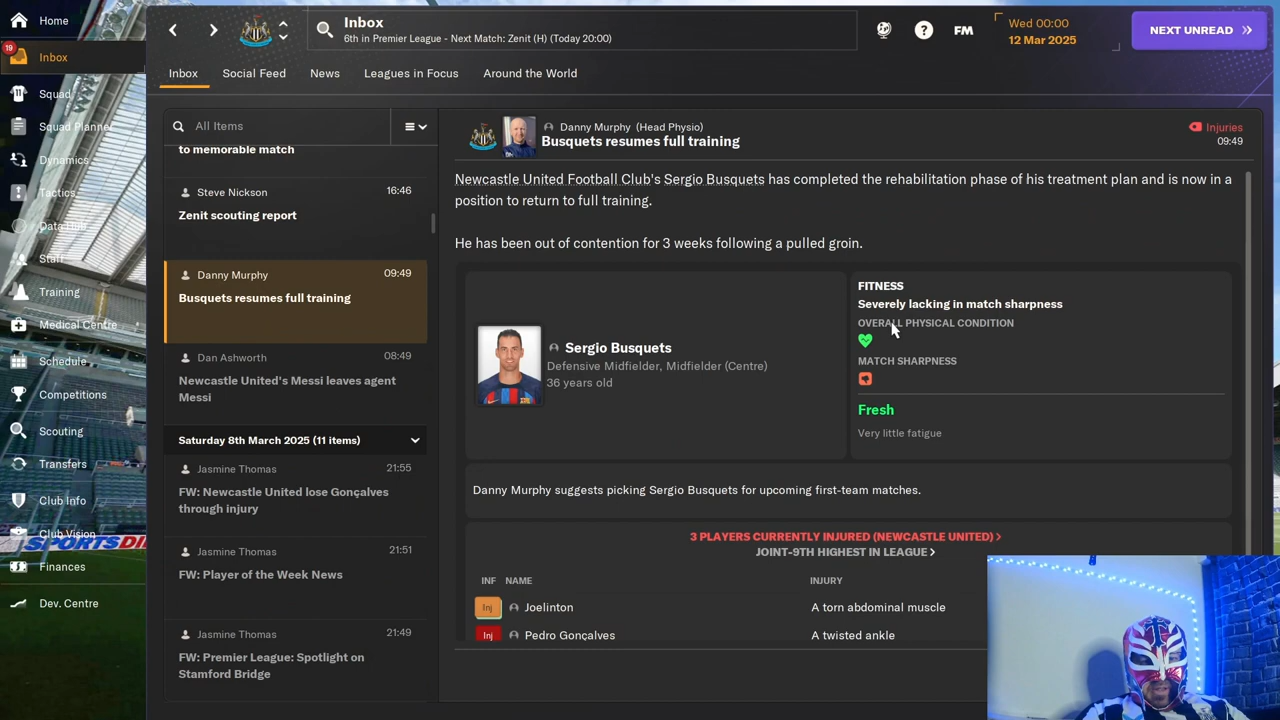 Home
19
Inbox
Squad
Squad Planner
Dynamics
Tactics
Data Hub
Staff
Training
Medical Centre
Schedule
Competitions
Scouting
Transfers
Club Info
Club Vision
Finances
Dev. Centre
Inbox
6th in Premier League - Next Match: Zenit (H) (Today 20:00)
?
FM
Wed 00:00
12 Mar 2025
NEXT UNREAD
Inbox
Social Feed
News
Leagues in Focus
Around the World
All Items
to memorable match
Steve Nickson
16:46
Zenit scouting report
Danny Murphy
09:49
Busquets resumes full training
Dan Ashworth
08:49
Newcastle United's Messi leaves agent
Messi
Saturday 8th March 2025 (11 items)
Jasmine Thomas
21:55
FW: Newcastle United lose Gonçalves
through injury
Jasmine Thomas
21:51
FW: Player of the Week News
Jasmine Thomas
21:49
FW: Premier League: Spotlight on
Stamford Bridge
Danny Murphy (Head Physio)
Busquets resumes full training
Injuries
09:49
Newcastle United Football Club's Sergio Busquets has completed the rehabilitation phase of his treatment plan and is now in a
position to return to full training.
He has been out of contention for 3 weeks following a pulled groin.
Sergio Busquets
Defensive Midfielder, Midfielder (Centre)
36 years old
FITNESS
Severely lacking in match sharpness
OVERALL PHYSICAL CONDITION
MATCH SHARPNESS
Fresh
Very little fatigue
Danny Murphy suggests picking Sergio Busquets for upcoming first-team matches.
3 PLAYERS CURRENTLY INJURED (NEWCASTLE UNITED) >
JOINT-9TH HIGHEST IN LEAGUE >
INF NAME INJURY
Inj Joelinton A torn abdominal muscle
Inj Pedro Gonçalves A twisted ankle